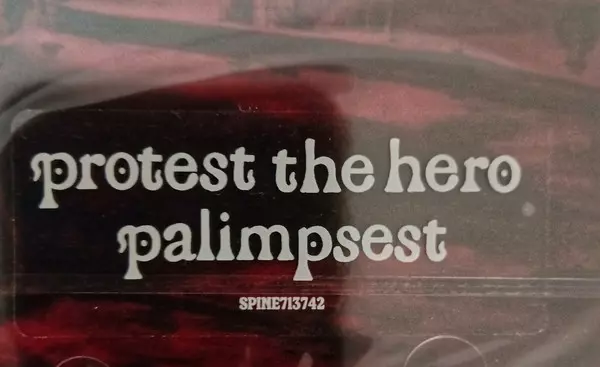 protest the hero
palimpsest
SPINE713742